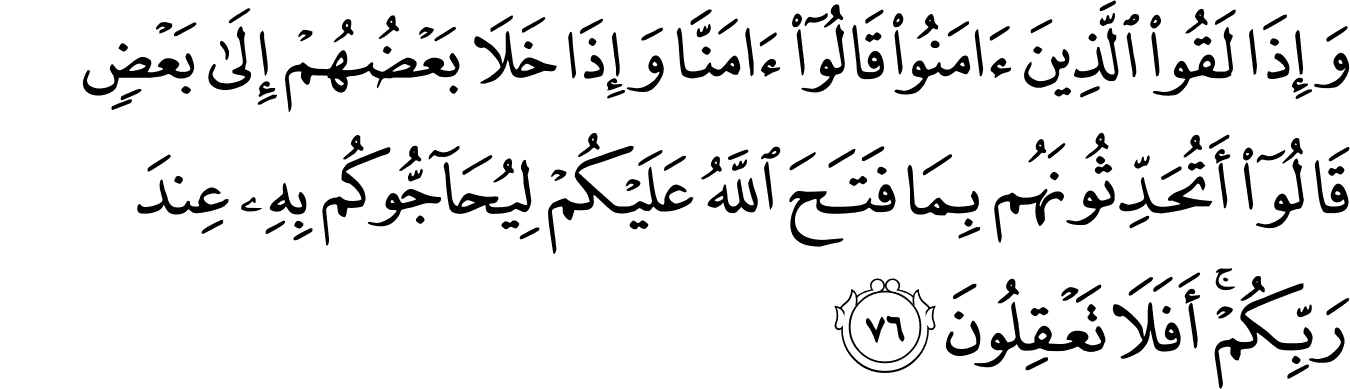 وَإِذَا لَقُوا۟ ٱلَّذِينَ ءَامَنُوا۟ قَالُوٓا۟ ءَامَنَّا وَإِذَا خَلَا بَعْضُهُمْ إِلَىٰ بَعْضٍ
قَالُوٓا۟ أَتُحَدِّثُونَهُم بِمَا فَتَحَ ٱللَّهُ عَلَيْكُمْ لِيُحَآجُّوكُم بِهِۦ عِندَ
رَبِّكُمْ ۚ أَفَلَا تَعْقِلُونَ ٧٦